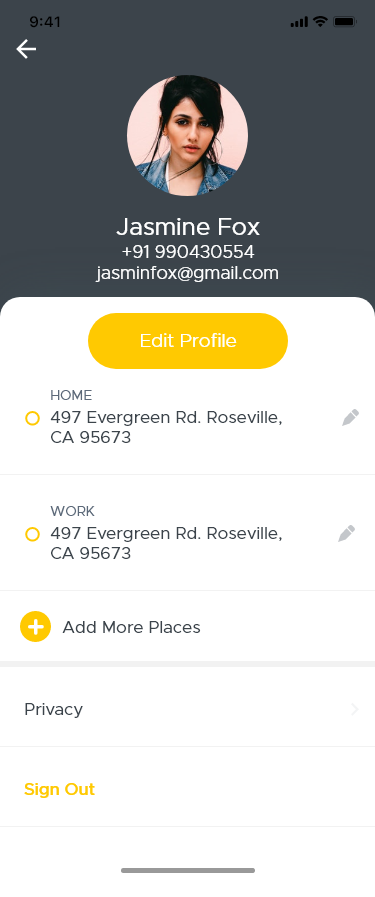 9:41
Jasmine Fox
+91 990430554
jasminfox@gmail.com
Edit Profile
HOME
497 Evergreen Rd. Roseville,
CA 95673
WORK
497 Evergreen Rd. Roseville,
CA 95673
Add More Places
Privacy
Sign Out